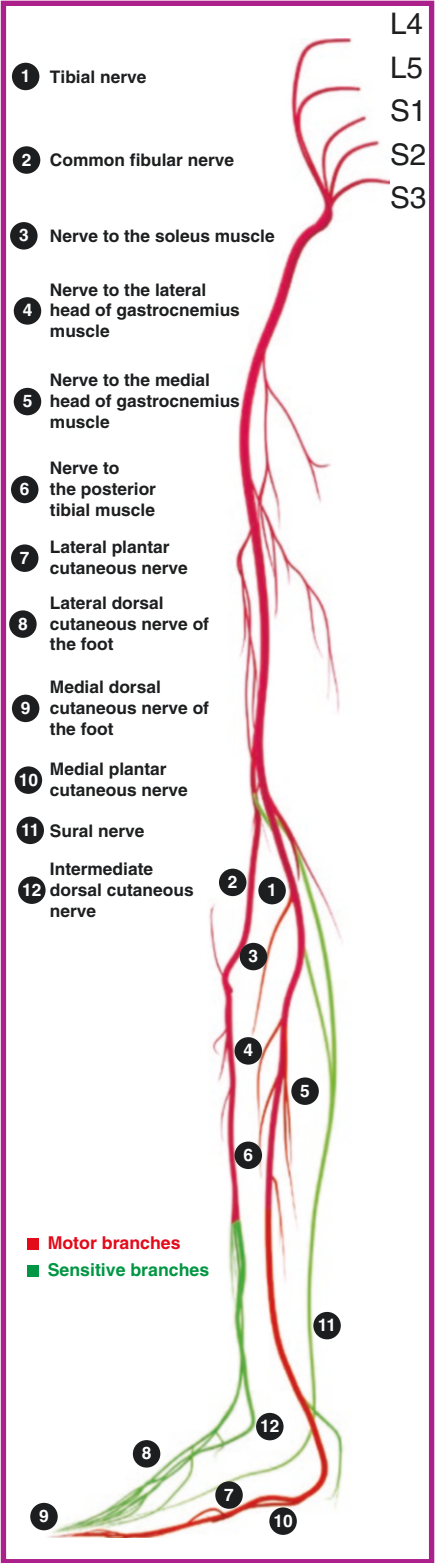 L4
L5
S1
S2
S3
1 Tibial nerve
2 Common fibular nerve
3 Nerve to the soleus muscle
4 Nerve to the lateral
head of gastrocnemius
muscle
5 Nerve to the medial
head of gastrocnemius
muscle
6 Nerve to
the posterior
tibial muscle
7 Lateral plantar
cutaneous nerve
8 Lateral dorsal
cutaneous nerve of
the foot
9 Medial dorsal
cutaneous nerve of
the foot
10 Medial plantar
cutaneous nerve
11 Sural nerve
12 Intermediate
dorsal cutaneous
nerve
2
1
3
4
5
6
Motor branches
Sensitive branches
11
12
8
7
9
10